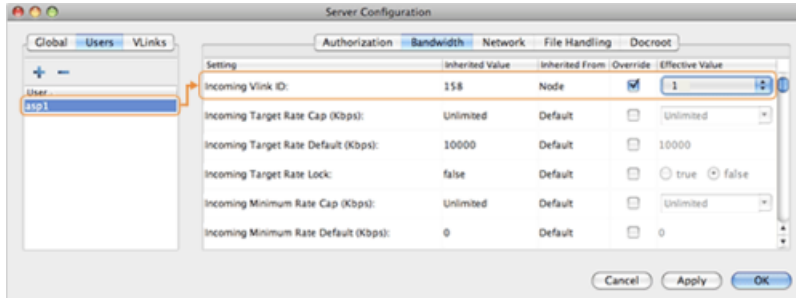 Server Configuration
Global Users VLinks
Authorization Bandwidth Network File Handling Docroot
User
asp1
Setting Inherited Value Inherited From Override Effective Value
Incoming Vlink ID: 158 Node 1
Incoming Target Rate Cap (Kbps): Unlimited Default Unlimited
Incoming Target Rate Default (Kbps): 10000 Default 10000
Incoming Target Rate Lock: false Default true false
Incoming Minimum Rate Cap (Kbps): Unlimited Default Unlimited
Incoming Minimum Rate Default (Kbps): 0 Default 0
Cancel Apply OK